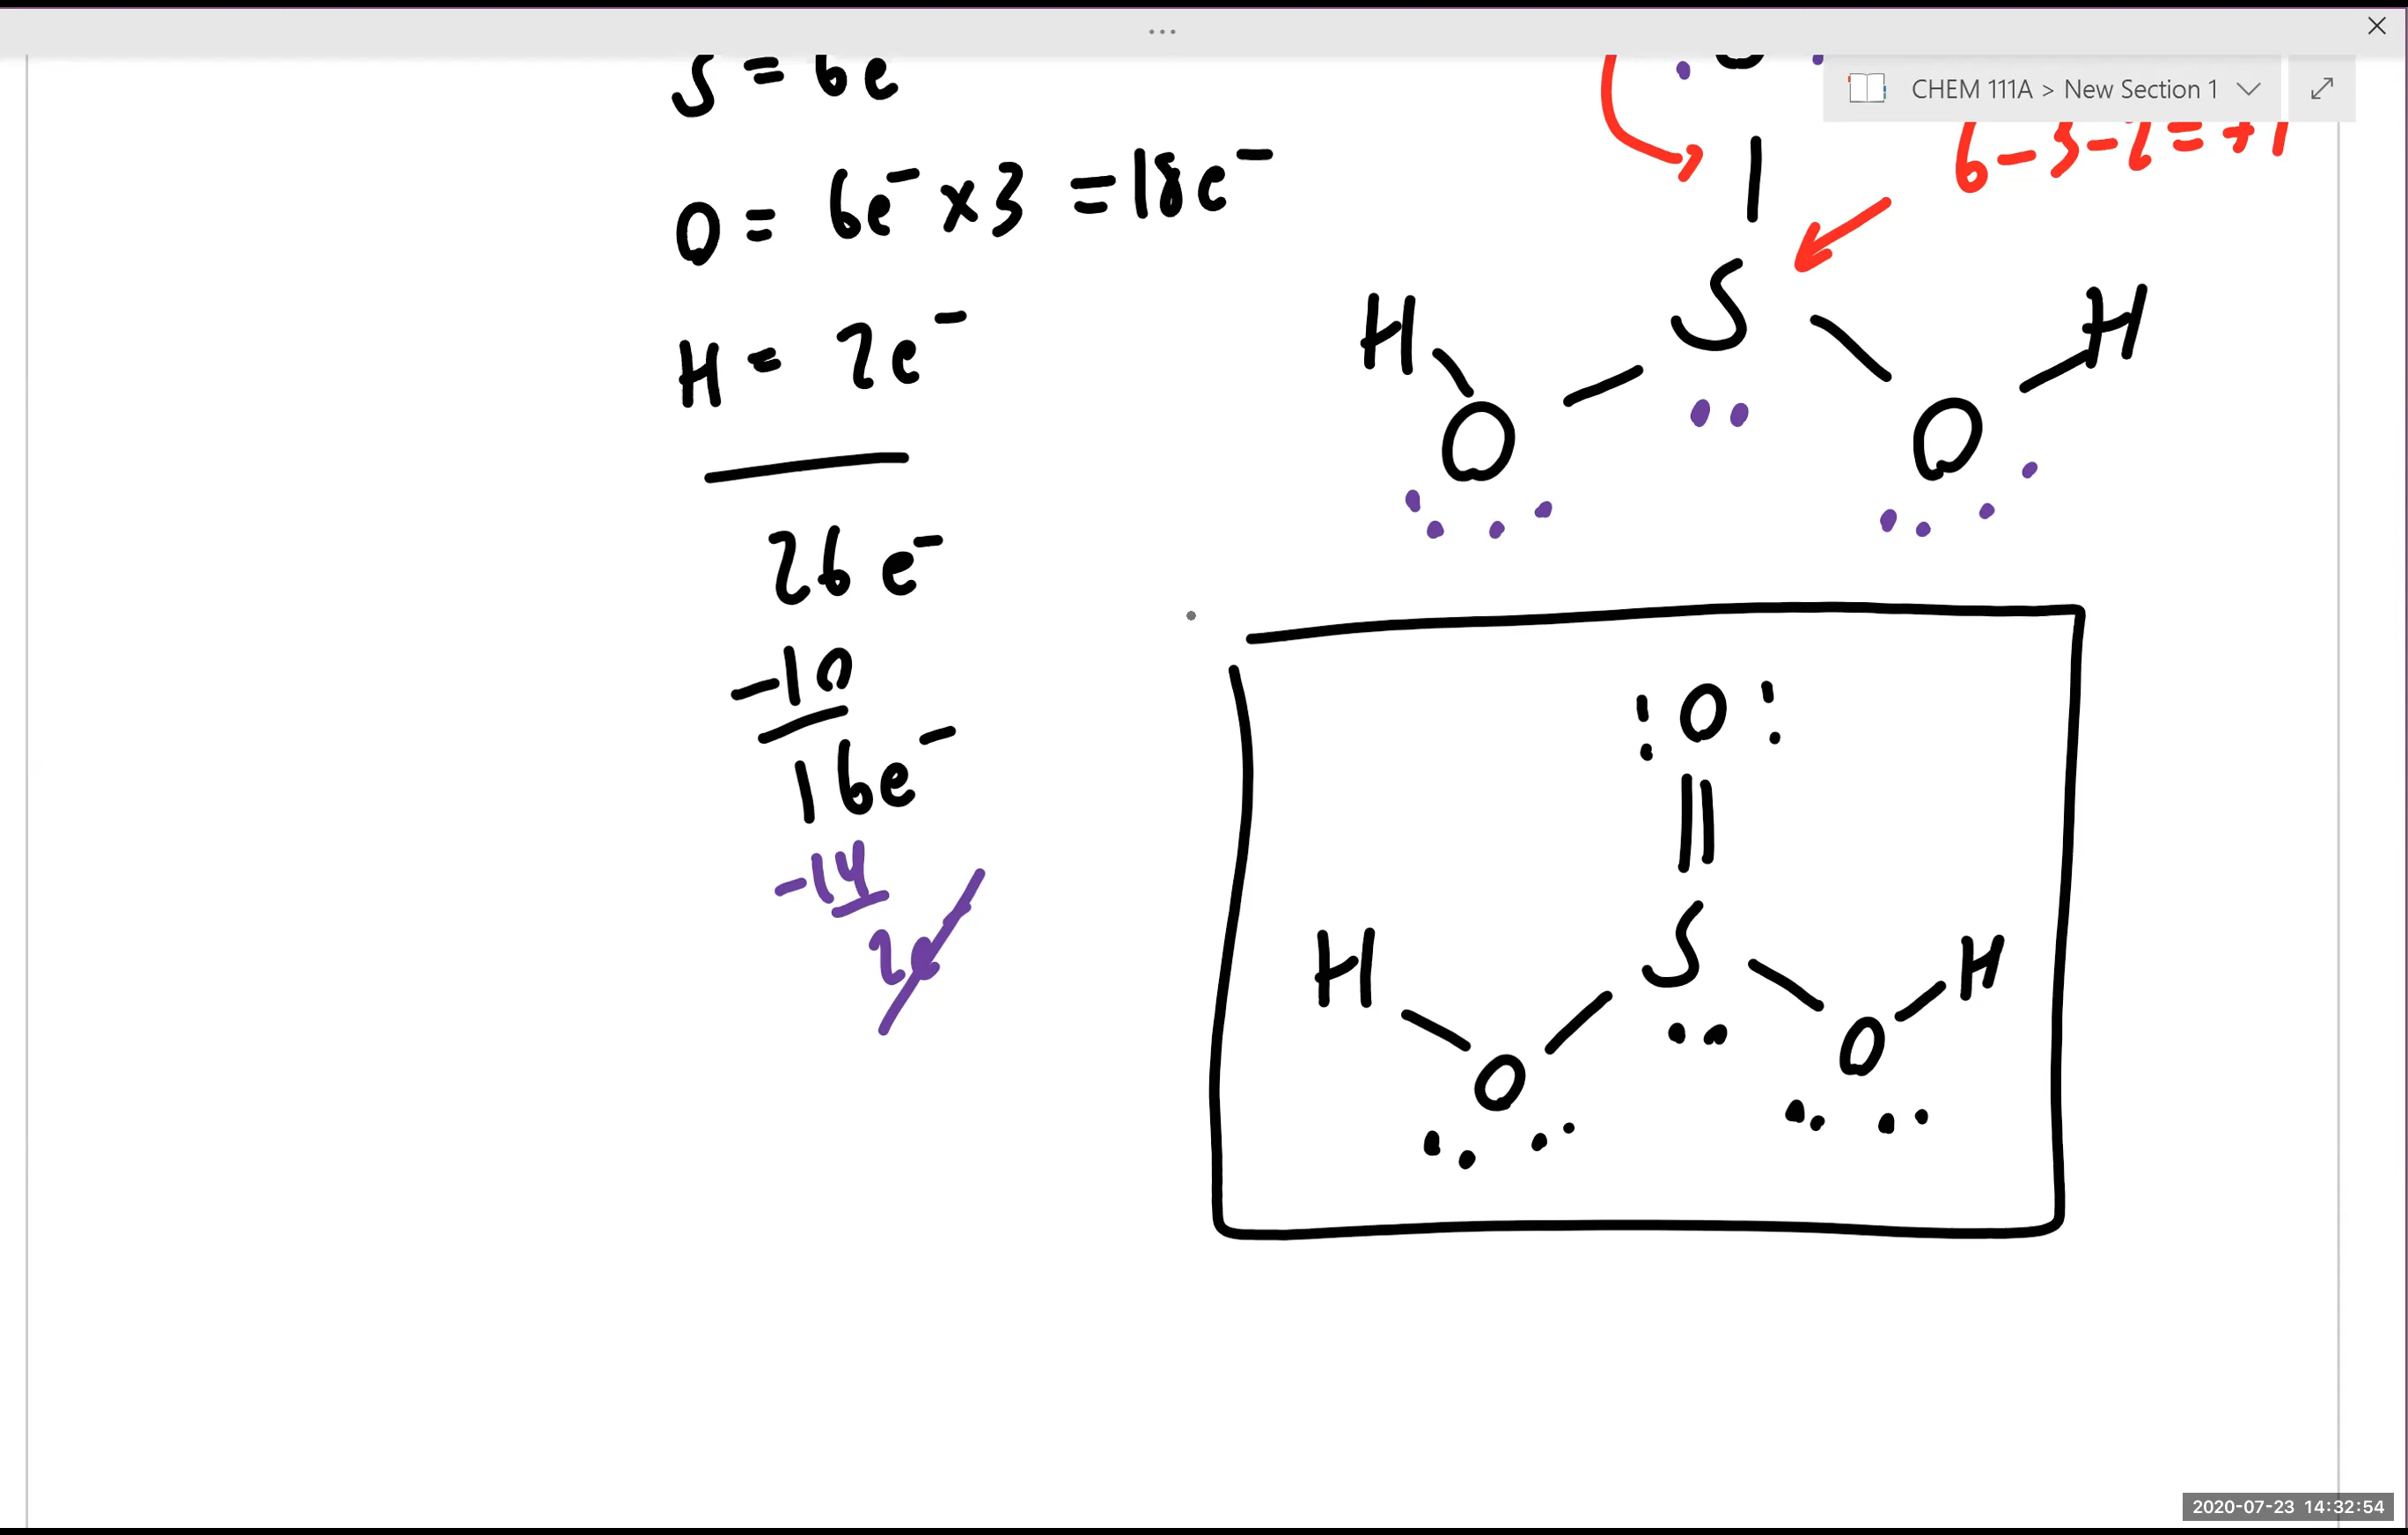 ...
CHEM 111A > New Section 1
S = 6e
6 - 3 - 2 = +1
O = 6e⁻ x 3 = 18e⁻
H = 2e⁻
26e⁻
-10
16e⁻
-14
2e
S
H H
O O
O
S
H H
O O
2020-07-23 14:32:54